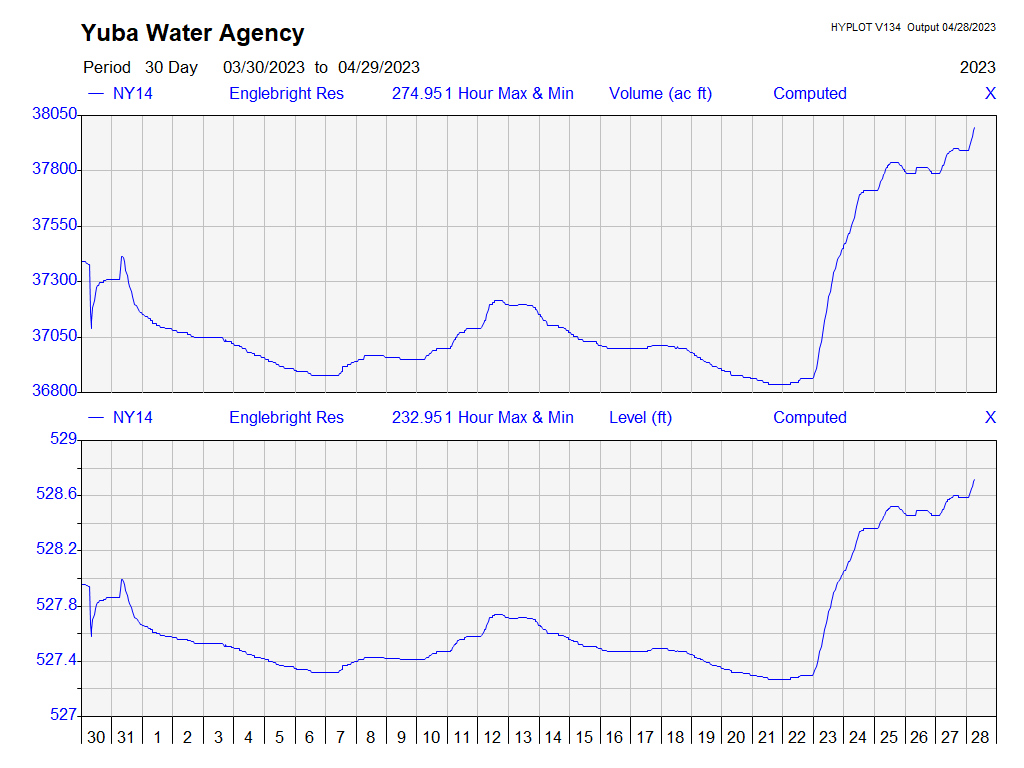 Yuba Water Agency
HYPLOT V134 Output 04/28/2023
Period 30 Day 03/30/2023 to 04/29/2023 2023
NY14 Englebright Res 274.951 Hour Max & Min Volume (ac ft) Computed X
38050
37800
37550
37300
37050
36800
NY14 Englebright Res 232.951 Hour Max & Min Level (ft) Computed X
529
528.6
528.2
527.8
527.4
527
30 31 1 2 3 4 5 6 7 8 9 10 11 12 13 14 15 16 17 18 19 20 21 22 23 24 25 26 27 28